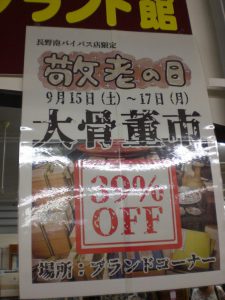 ブランド館
長野南バイパス店限定
敬老の日
9月15日(土)～17日(月)
大骨董市
39%
OFF
場所：ブランドコーナー